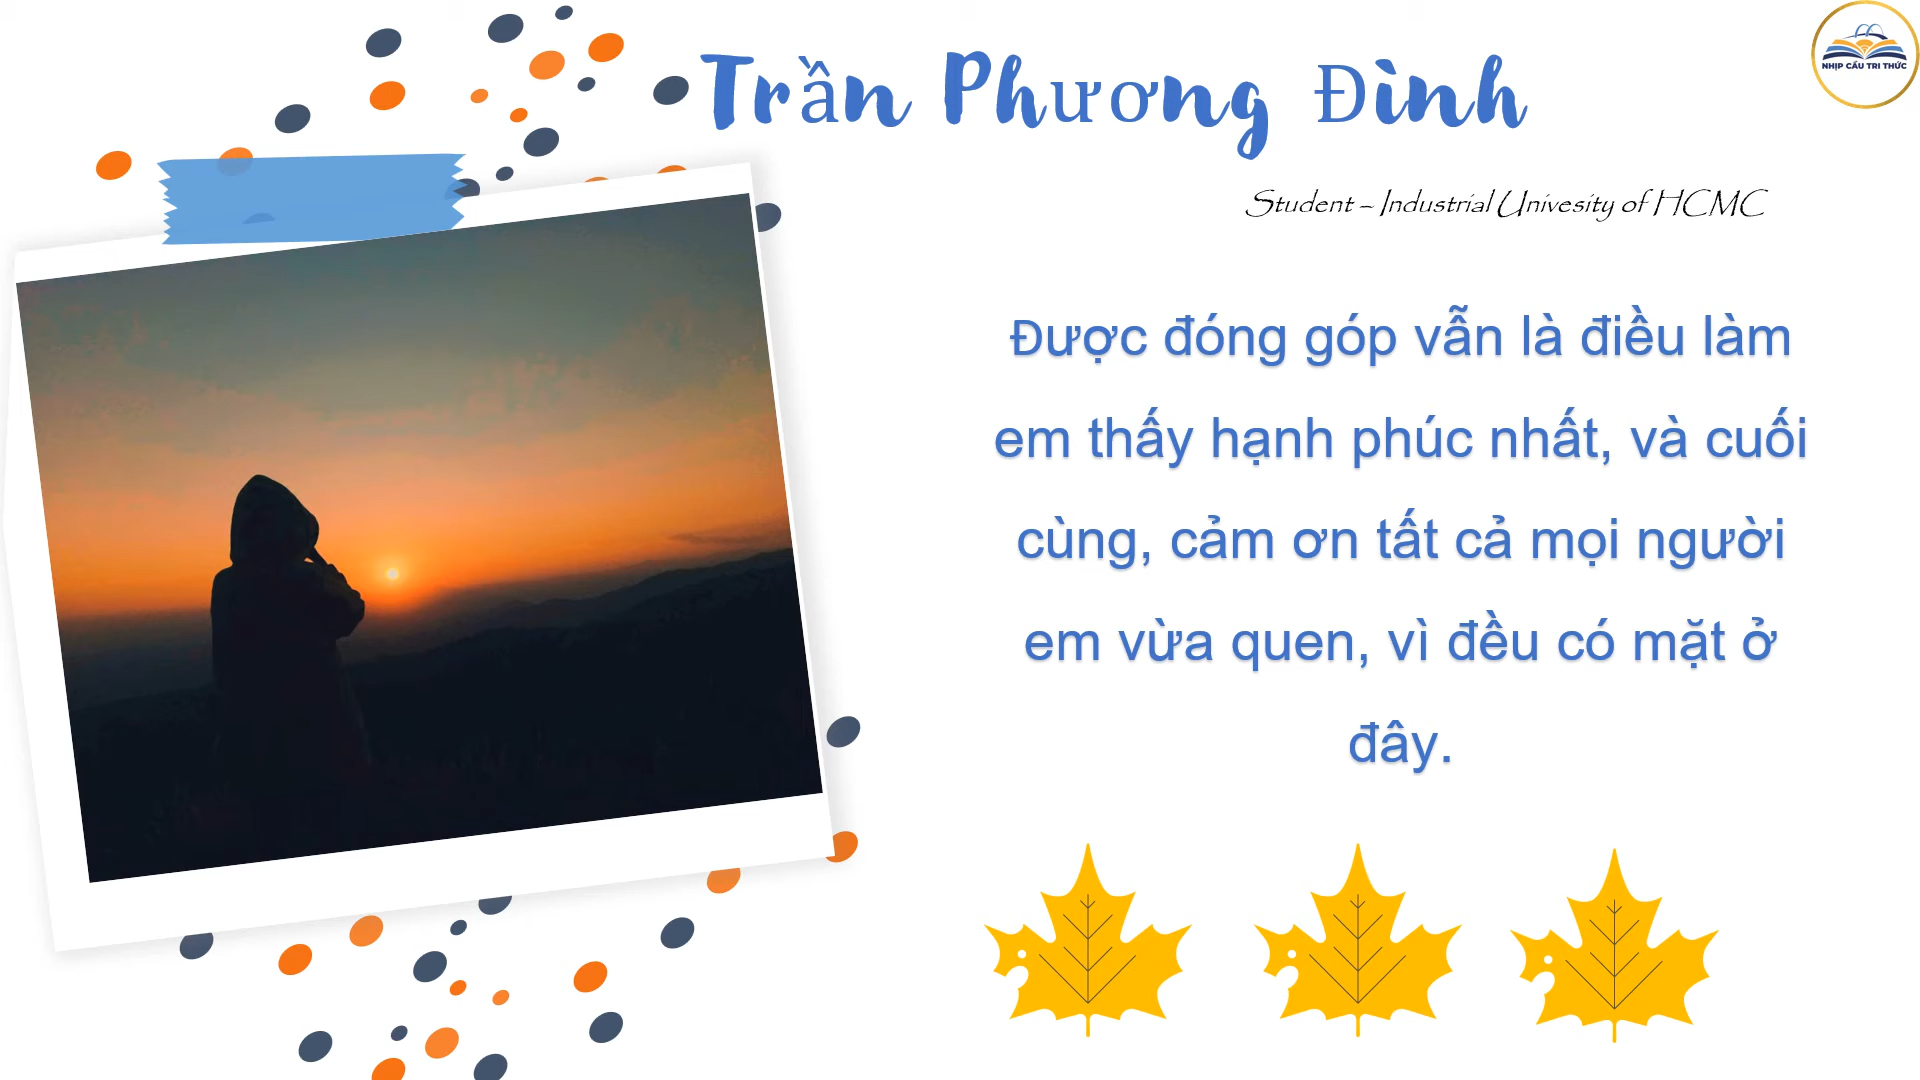 Trần Phương Đình
NHỊP CẦU TRI THỨC
Student – Industrial Univesity of HCMC
Được đóng góp vẫn là điều làm
em thấy hạnh phúc nhất, và cuối
cùng, cảm ơn tất cả mọi người
em vừa quen, vì đều có mặt ở
đây.